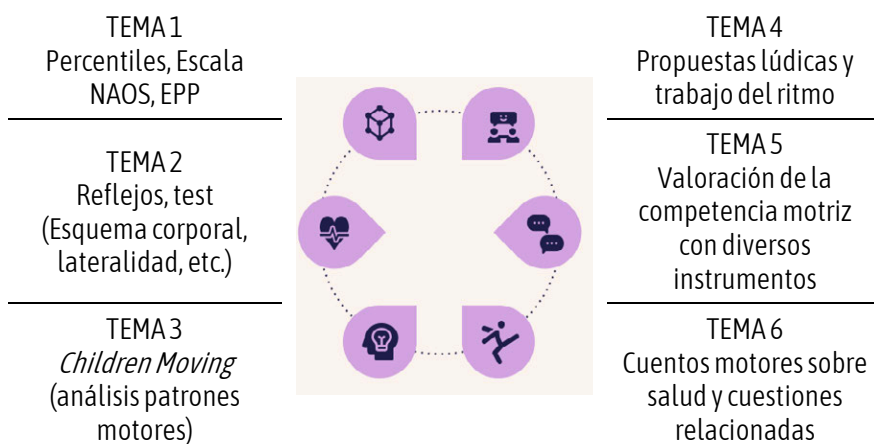 TEMA 1
Percentiles, Escala
NAOS, EPP
TEMA 2
Reflejos, test
(Esquema corporal,
lateralidad, etc.)
TEMA 3
Children Moving
(análisis patrones
motores)
TEMA 4
Propuestas lúdicas y
trabajo del ritmo
TEMA 5
Valoración de la
competencia motriz
con diversos
instrumentos
TEMA 6
Cuentos motores sobre
salud y cuestiones
relacionadas